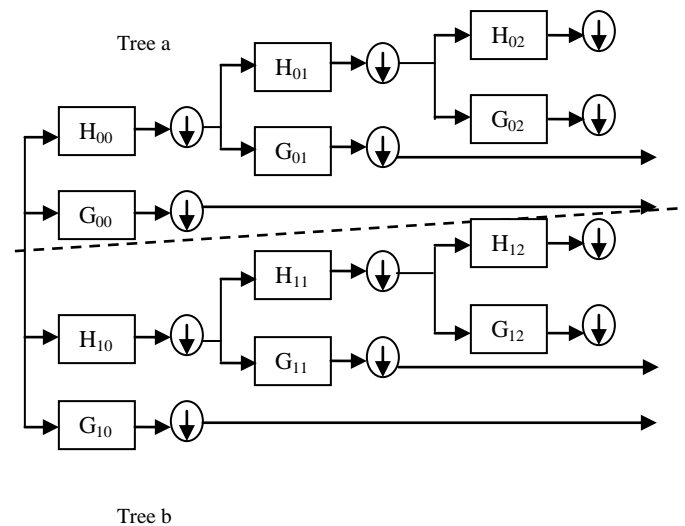 Tree a
H₀₂
H₀₁
H₀₀
G₀₂
G₀₁
G₀₀
H₁₂
H₁₁
H₁₀
G₁₂
G₁₁
G₁₀
Tree b